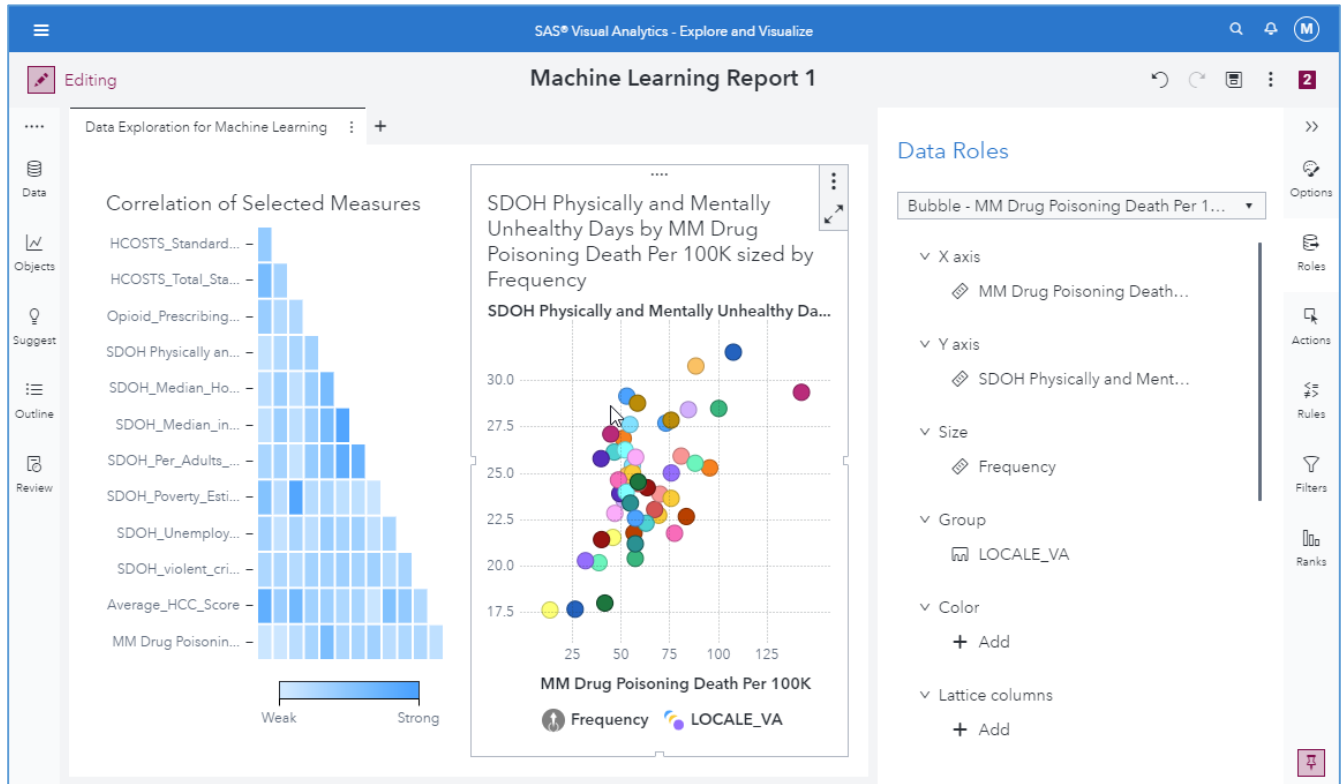 SAS® Visual Analytics - Explore and Visualize
M
Editing
Machine Learning Report 1
2
Data
Objects
Suggest
Outline
Review
Data Exploration for Machine Learning
+
Correlation of Selected Measures
HCOSTS_Standard...
HCOSTS_Total_Sta...
Opioid_Prescribing...
SDOH Physically an...
SDOH_Median_Ho...
SDOH_Median_in...
SDOH_Per_Adults_...
SDOH_Poverty_Esti...
SDOH_Unemploy...
SDOH_violent_cri...
Average_HCC_Score
MM Drug Poisonin...
Weak
Strong
SDOH Physically and Mentally
Unhealthy Days by MM Drug
Poisoning Death Per 100K sized by
Frequency
SDOH Physically and Mentally Unhealthy Da...
30.0
27.5
25.0
22.5
20.0
17.5
25 50 75 100 125
MM Drug Poisoning Death Per 100K
Frequency LOCALE_VA
Data Roles
Bubble - MM Drug Poisoning Death Per 1...
X axis
MM Drug Poisoning Death...
Y axis
SDOH Physically and Ment...
Size
Frequency
Group
LOCALE_VA
Color
+ Add
Lattice columns
+ Add
Options
Roles
Actions
Rules
Filters
Ranks